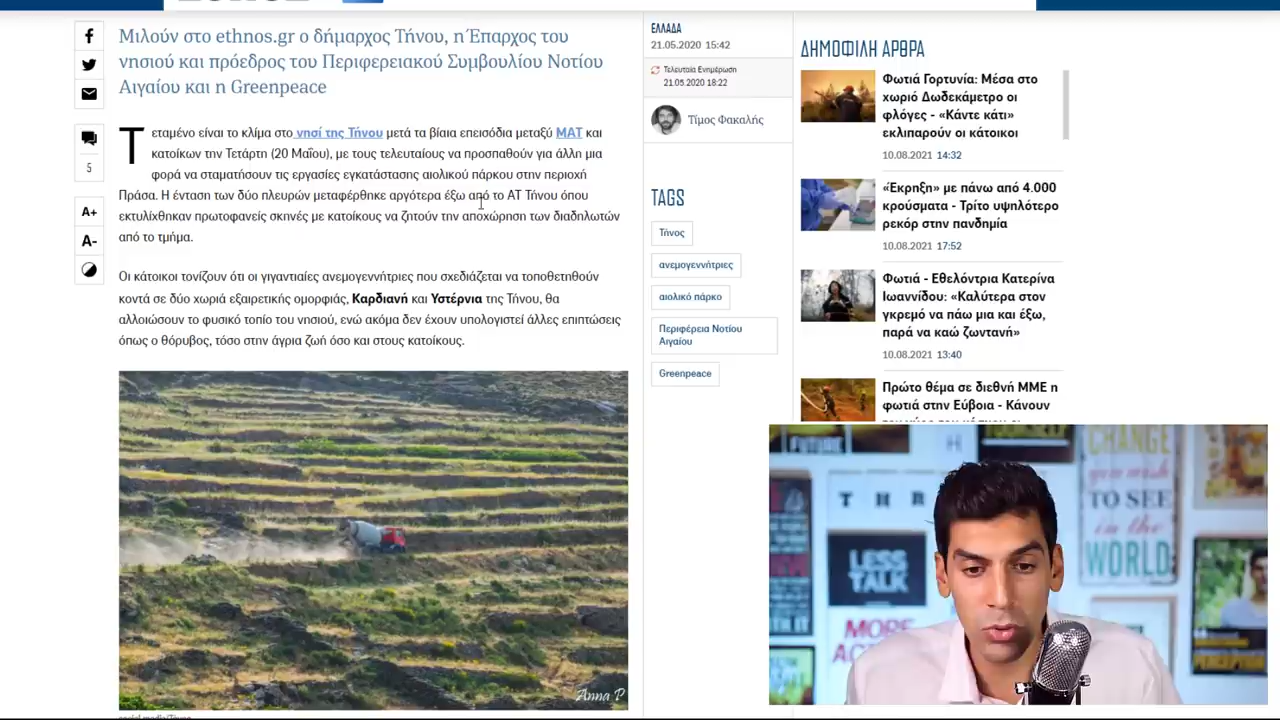 Μιλούν στο ethnos.gr ο δήμαρχος Τήνου, η Έπαρχος του
νησιού και πρόεδρος του Περιφερειακού Συμβουλίου Νοτίου
Αιγαίου και η Greenpeace
Τεταμένο είναι το κλίμα στο νησί της Τήνου μετά τα βίαια επεισόδια μεταξύ ΜΑΤ και
κατοίκων την Τετάρτη (20 Μαΐου), με τους τελευταίους να προσπαθούν για άλλη μια
φορά να σταματήσουν τις εργασίες εγκατάστασης αιολικού πάρκου στην περιοχή
Πράσα. Η ένταση των δύο πλευρών μεταφέρθηκε αργότερα έξω από το ΑΤ Τήνου όπου
εκτυλίχθηκαν πρωτοφανείς σκηνές με κατοίκους να ζητούν την αποχώρηση των διαδηλωτών
από το τμήμα.
Οι κάτοικοι τονίζουν ότι οι γιγαντιαίες ανεμογεννήτριες που σχεδιάζεται να τοποθετηθούν
κοντά σε δύο χωριά εξαιρετικής ομορφιάς, Καρδιανή και Υστέρνια της Τήνου, θα
αλλοιώσουν το φυσικό τοπίο του νησιού, ενώ ακόμα δεν έχουν υπολογιστεί άλλες επιπτώσεις
όπως ο θόρυβος, τόσο στην άγρια ζωή όσο και στους κατοίκους.
5
A+
A-
Anna P
ΕΛΛΑΔΑ
21.05.2020 15:42
Τελευταία Ενημέρωση
21.05.2020 18:22
Τίμος Φακαλής
TAGS
Τήνος
ανεμογεννήτριες
αιολικό πάρκο
Περιφέρεια Νοτίου
Αιγαίου
Greenpeace
ΔΗΜΟΦΙΛΗ ΑΡΘΡΑ
Φωτιά Γορτυνία: Μέσα στο
χωριό Δωδεκάμετρο οι
φλόγες - «Κάντε κάτι»
εκλιπαρούν οι κάτοικοι
10.08.2021 14:32
«Έκρηξη» με πάνω από 4.000
κρούσματα - Τρίτο υψηλότερο
ρεκόρ στην πανδημία
10.08.2021 17:52
Φωτιά - Εθελόντρια Κατερίνα
Ιωαννίδου: «Καλύτερα στον
γκρεμό να πάω μια και έξω,
παρά να καώ ζωντανή»
10.08.2021 13:40
Πρώτο θέμα σε διεθνή ΜΜΕ η
φωτιά στην Εύβοια - Κάνουν
FUTURE
THR
LESS
TALK
MORE
CHANGE
you wish
TO SEE
in the
WORLD